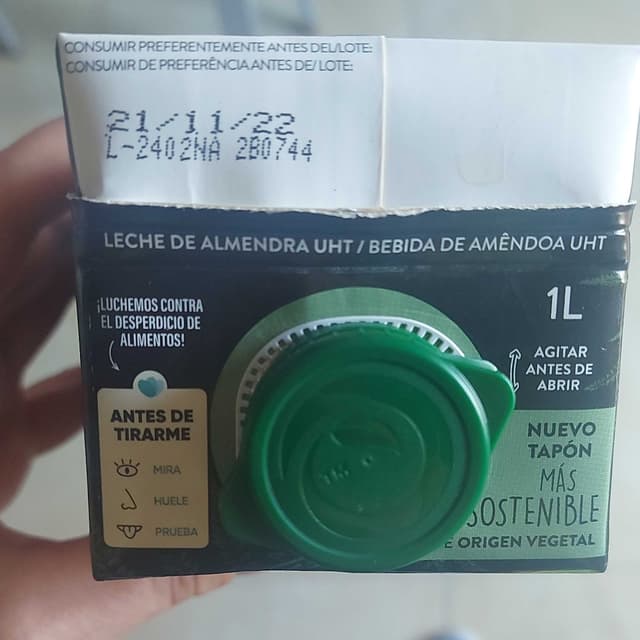 CONSUMIR PREFERENTEMENTE ANTES DEL/LOTE:
CONSUMIR DE PREFERÊNCIA ANTES DE/ LOTE:
21/11/22
L-2402NA 2B0744
LECHE DE ALMENDRA UHT / BEBIDA DE AMÊNDOA UHT
¡LUCHEMOS CONTRA
EL DESPERDICIO DE
ALIMENTOS!
ANTES DE
TIRARME
MIRA
HUELE
PRUEBA
1L
AGITAR
ANTES DE
ABRIR
NUEVO
TAPÓN
MÁS
SOSTENIBLE
E ORIGEN VEGETAL